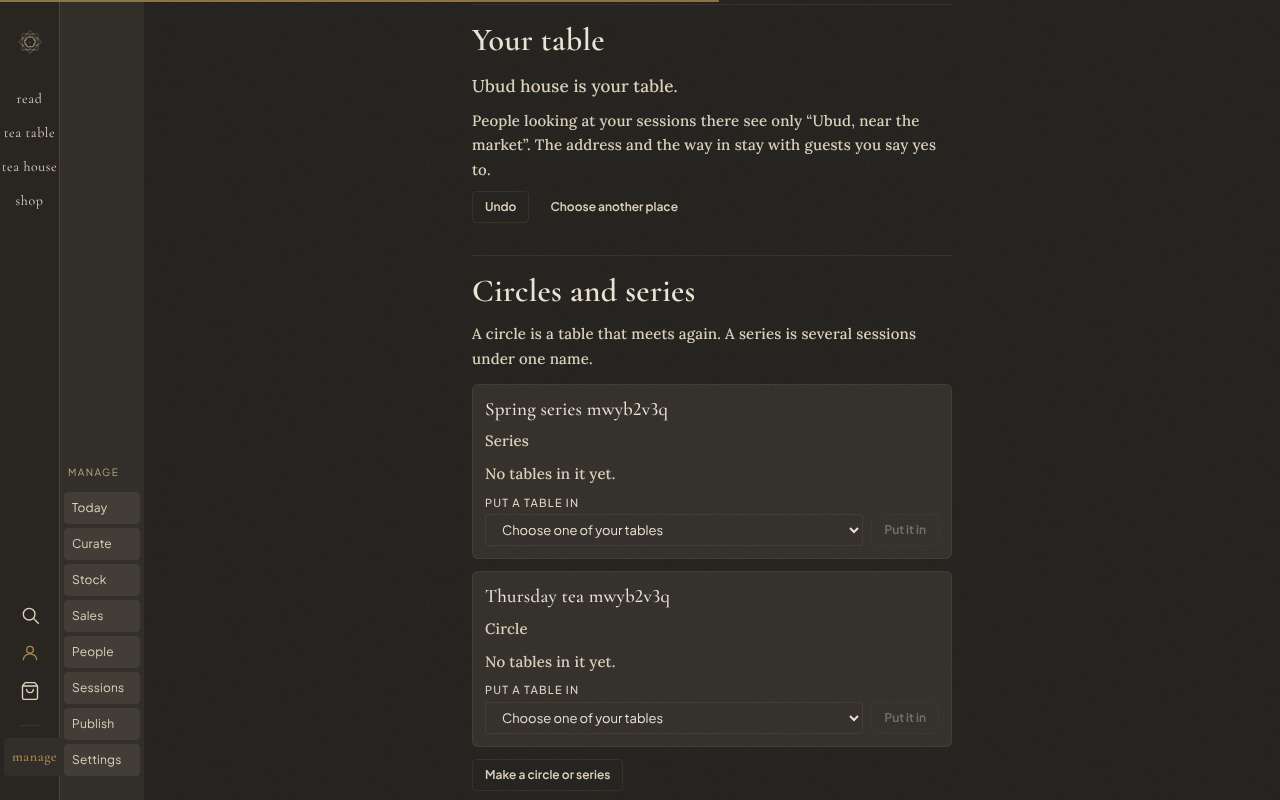 read
tea table
tea house
shop
manage
MANAGE
Today
Curate
Stock
Sales
People
Sessions
Publish
Settings
Your table
Ubud house is your table.
People looking at your sessions there see only “Ubud, near the
market”. The address and the way in stay with guests you say yes
to.
Undo
Choose another place
Circles and series
A circle is a table that meets again. A series is several sessions
under one name.
Spring series mwyb2v3q
Series
No tables in it yet.
PUT A TABLE IN
Choose one of your tables
Put it in
Thursday tea mwyb2v3q
Circle
No tables in it yet.
PUT A TABLE IN
Choose one of your tables
Put it in
Make a circle or series